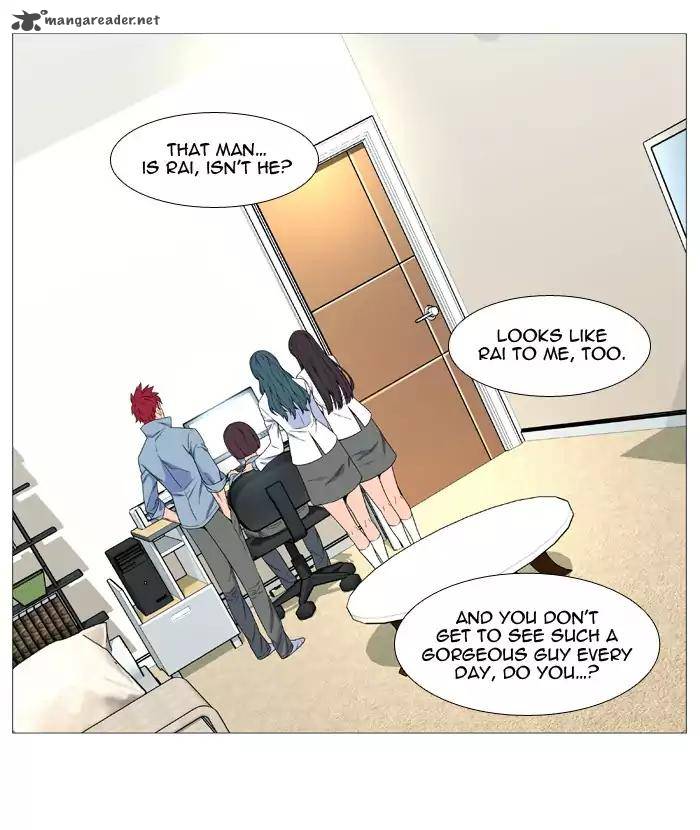 mangareader.net
THAT MAN...
IS RAI, ISN'T HE?
LOOKS LIKE
RAI TO ME, TOO.
AND YOU DON'T
GET TO SEE SUCH A
GORGEOUS GUY EVERY
DAY, DO YOU...?